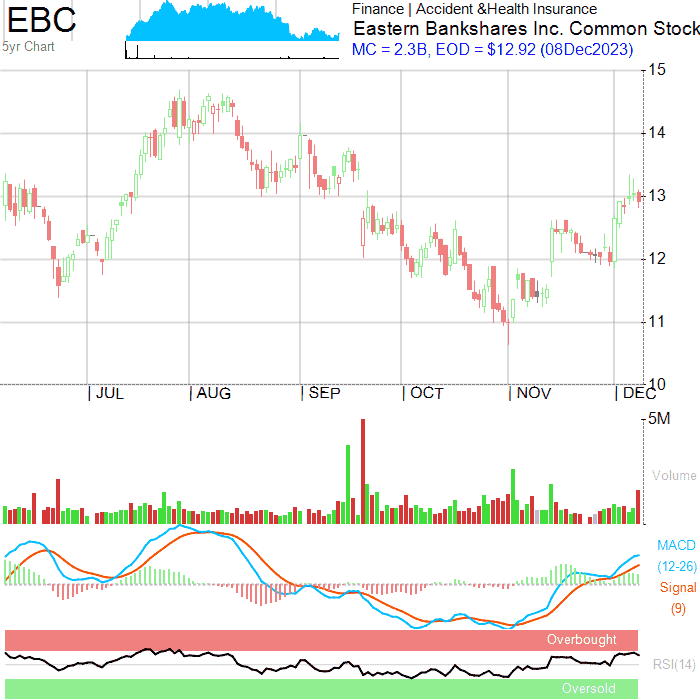 EBC
5yr Chart
Finance | Accident &Health Insurance
Eastern Bankshares Inc. Common Stock
MC = 2.3B, EOD = $12.92 (08Dec2023)
15
14
13
12
11
10
| JUL | AUG | SEP | OCT | NOV | DEC
5M
Volume
MACD
(12-26)
Signal
(9)
Overbought
RSI(14)
Oversold